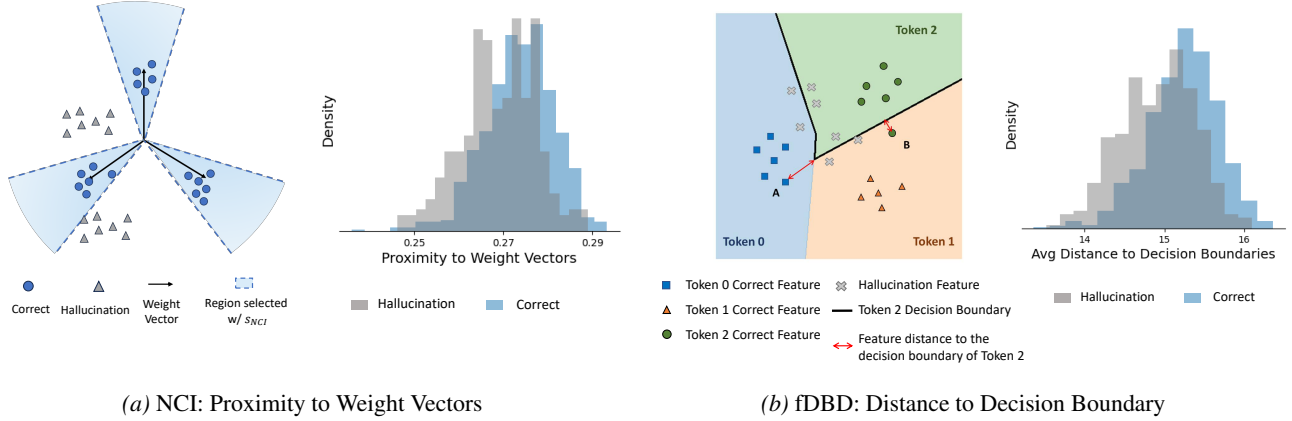 Density
0.25
0.27
0.29
Proximity to Weight Vectors
Correct
Hallucination
Weight
Vector
Region selected
w/ s_NCI
Hallucination
Correct
(a) NCI: Proximity to Weight Vectors
Token 2
B
A
Token 0
Token 1
Token 0 Correct Feature
Hallucination Feature
Token 1 Correct Feature
Token 2 Decision Boundary
Token 2 Correct Feature
Feature distance to the
decision boundary of Token 2
Density
14
15
16
Avg Distance to Decision Boundaries
Hallucination
Correct
(b) fDBD: Distance to Decision Boundary